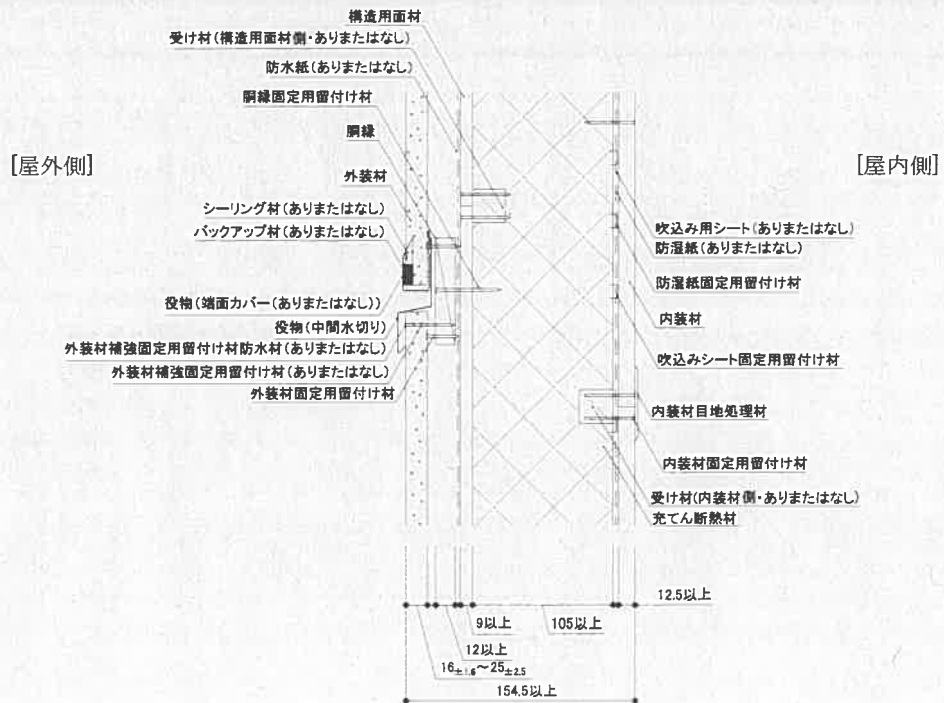 構造用面材
受け材(構造用面材側・ありまたはなし)
防水紙(ありまたはなし)
胴縁固定用留付け材
胴縁
[屋外側]
[屋内側]
外装材
シーリング材(ありまたはなし)
バックアップ材(ありまたはなし)
吹込み用シート(ありまたはなし)
防湿紙(ありまたはなし)
防湿紙固定用留付け材
役物(端面カバー(ありまたはなし))
内装材
役物(中間水切り)
外装材補強固定用留付け材防水材(ありまたはなし)
吹込みシート固定用留付け材
外装材補強固定用留付け材(ありまたはなし)
外装材固定用留付け材
内装材目地処理材
内装材固定用留付け材
受け材(内装材側・ありまたはなし)
充てん断熱材
12.5以上
9以上
105以上
12以上
16±1.6~25±2.5
154.5以上